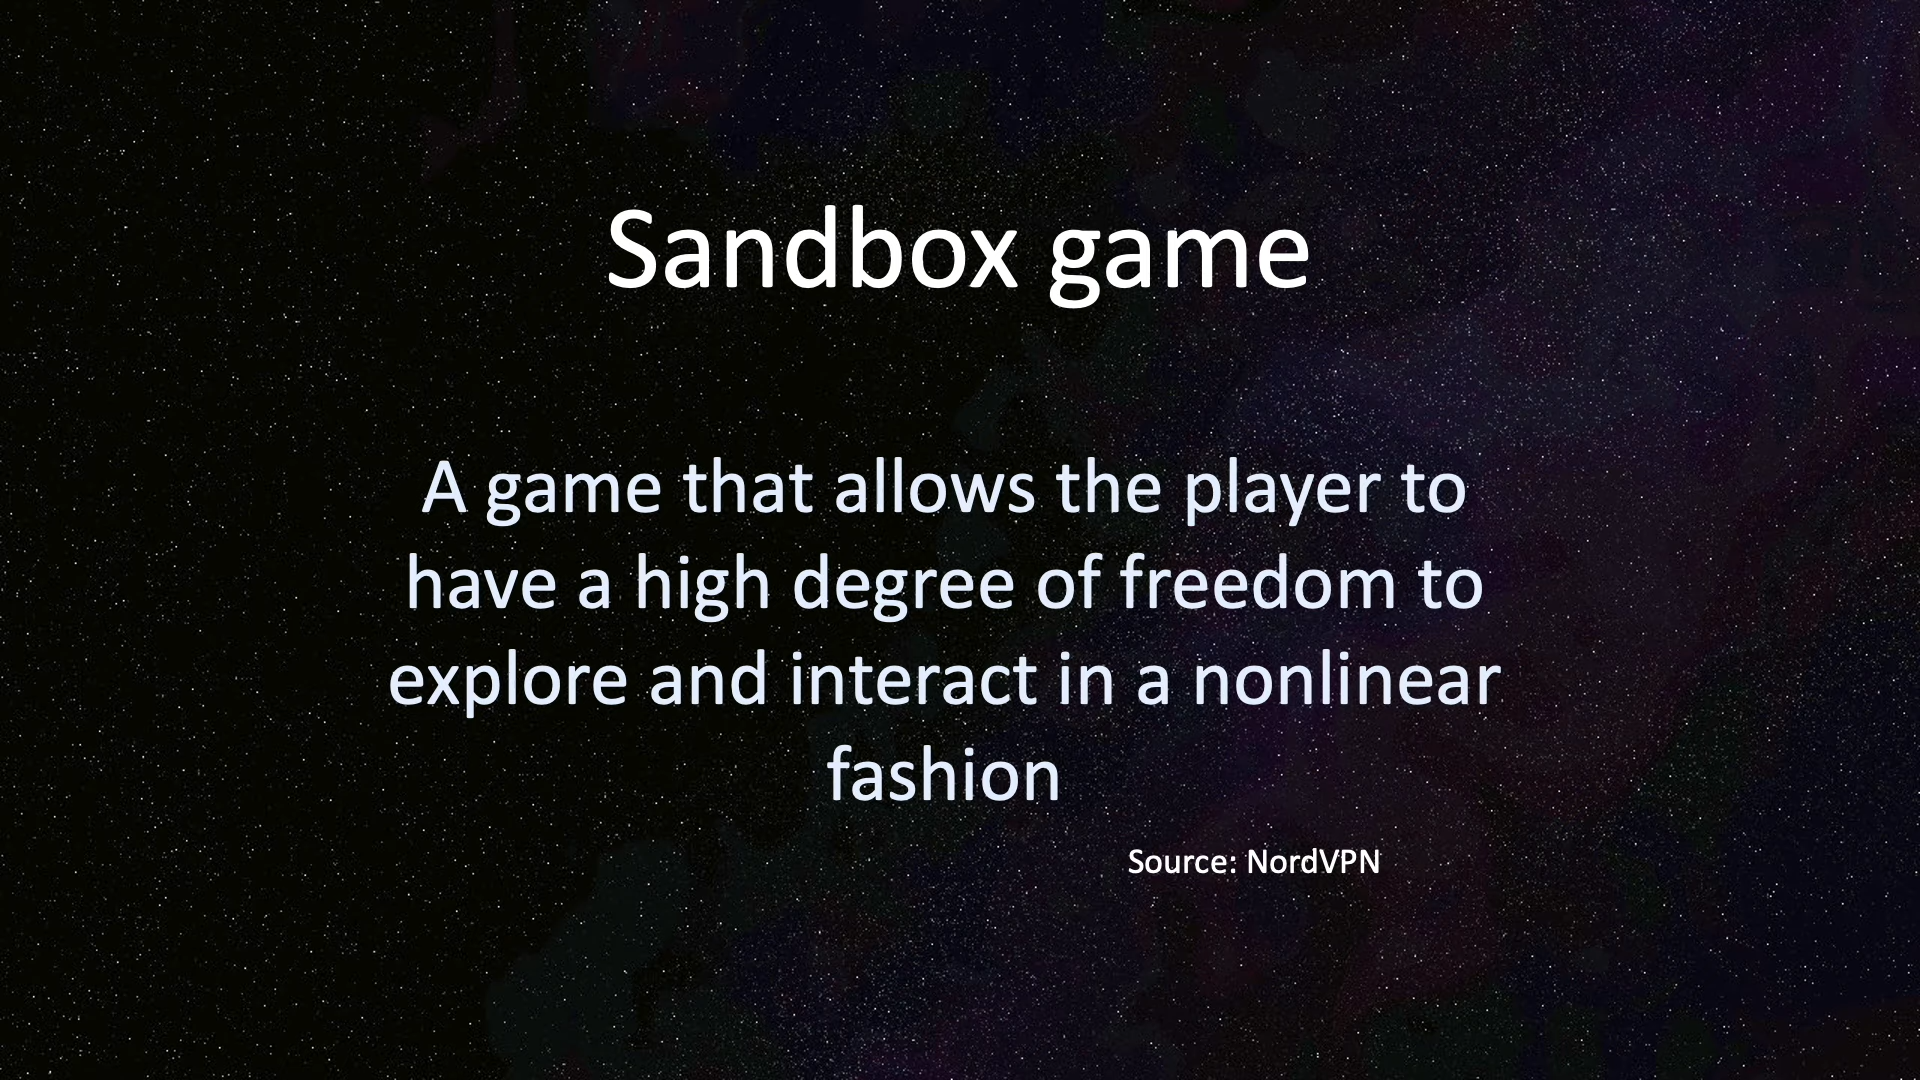 Sandbox game
A game that allows the player to
have a high degree of freedom to
explore and interact in a nonlinear
fashion
Source: NordVPN